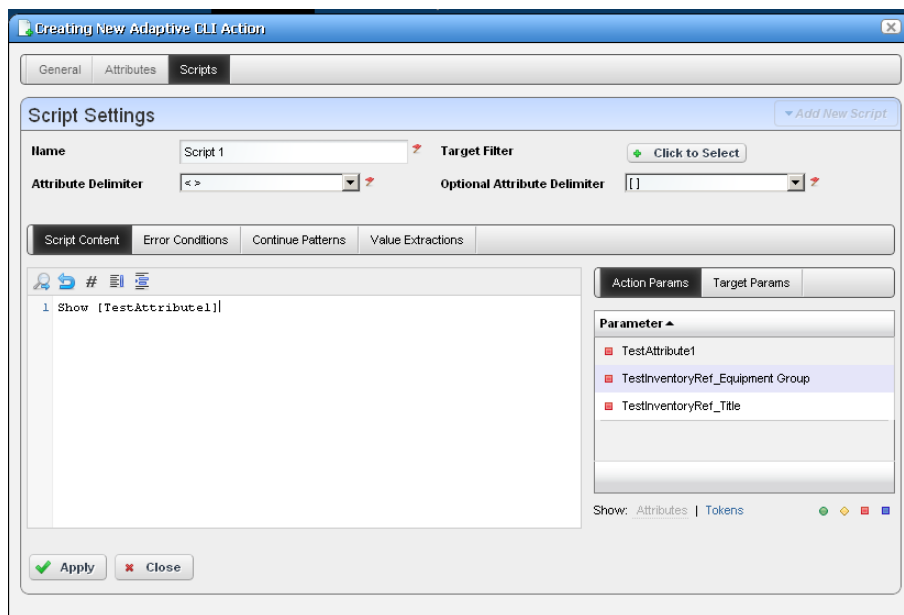 Creating New Adaptive CLI Action
General Attributes Scripts
Script Settings Add New Script
Name Script 1 Target Filter Click to Select
Attribute Delimiter < > Optional Attribute Delimiter [ ]
Script Content Error Conditions Continue Patterns Value Extractions
# Action Params Target Params
1 Show [TestAttribute1]
Parameter
TestAttribute1
TestInventoryRef_Equipment Group
TestInventoryRef_Title
Show: Attributes | Tokens
Apply Close